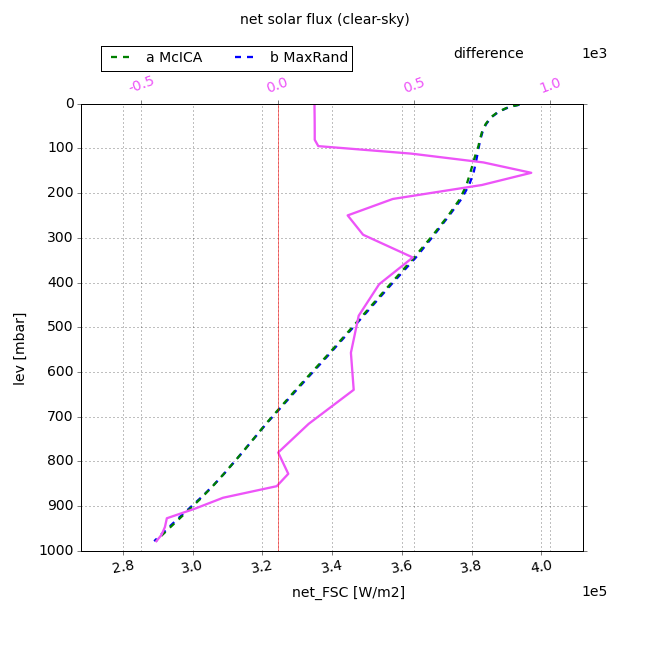 net solar flux (clear-sky)
a McICA b MaxRand difference 1e3
-0.5 0.0 0.5 1.0
0
100
200
300
400
500
600
700
800
900
1000
lev [mbar]
2.8 3.0 3.2 3.4 3.6 3.8 4.0
net_FSC [W/m2] 1e5